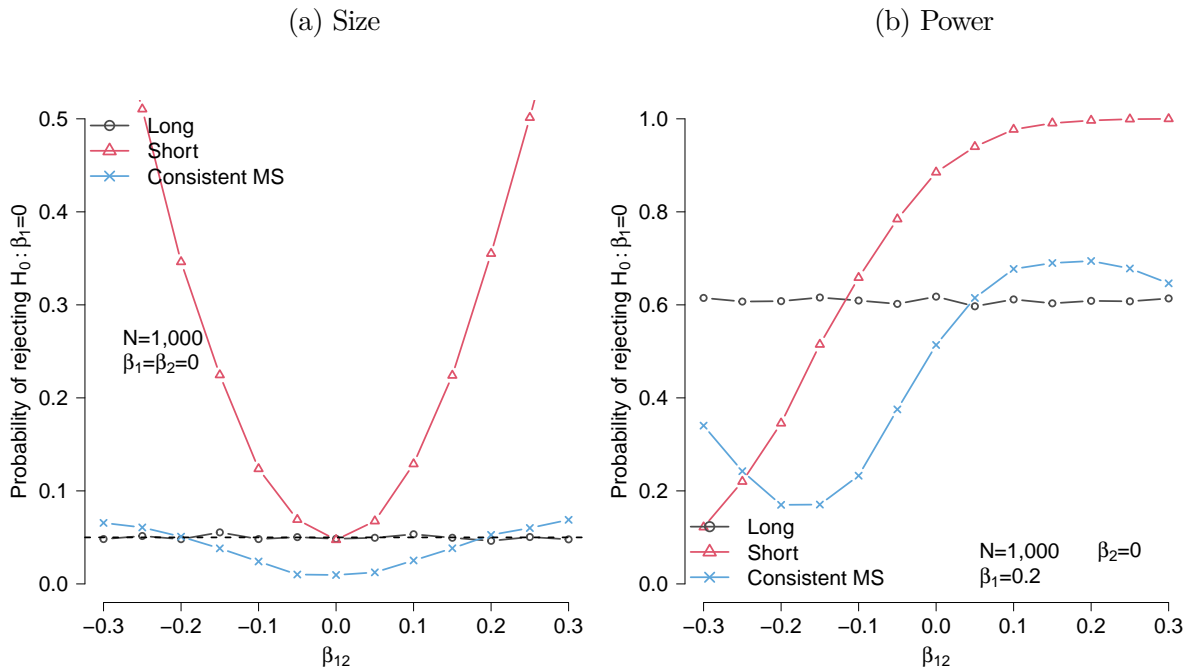 (a) Size
Probability of rejecting H₀: β₁=0
0.5
0.4
0.3
0.2
0.1
0.0
Long
Short
Consistent MS
N=1,000
β₁=β₂=0
−0.3 −0.2 −0.1 0.0 0.1 0.2 0.3
β₁₂
(b) Power
Probability of rejecting H₀: β₁=0
1.0
0.8
0.6
0.4
0.2
0.0
Long
Short
Consistent MS
N=1,000 β₂=0
β₁=0.2
−0.3 −0.2 −0.1 0.0 0.1 0.2 0.3
β₁₂